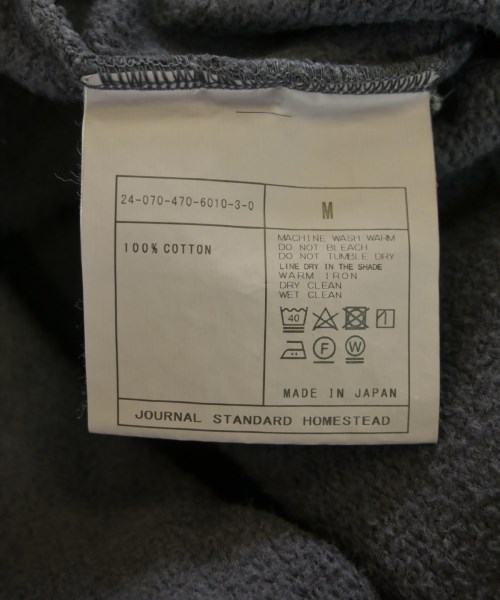 24-070-470-6010-3-0
M
100% COTTON
MACHINE WASH WARM
DO NOT BLEACH
DO NOT TUMBLE DRY
LINE DRY IN THE SHADE
WARM IRON
DRY CLEAN
WET CLEAN
40
F W
MADE IN JAPAN
JOURNAL STANDARD HOMESTEAD